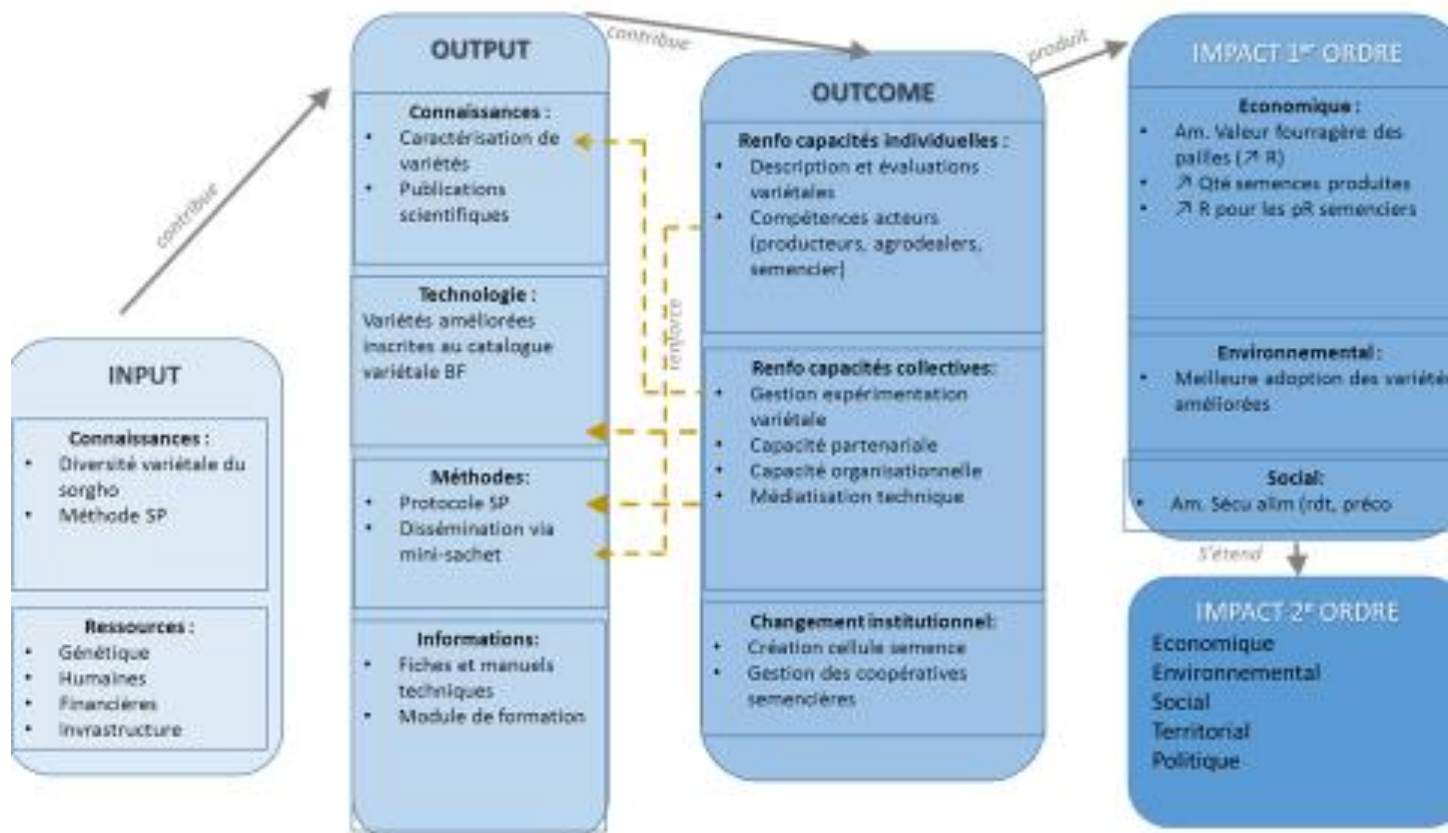 INPUT
Connaissances :
• Diversité variétale du
sorgho
• Méthode SP
Ressources :
• Génétique
• Humaines
• Financières
• Invrastructure
contribue
OUTPUT
Connaissances :
• Caractérisation de
variétés
• Publications
scientifiques
Technologie :
Variétés améliorées
inscrites au catalogue
variétale BF
Méthodes:
• Protocole SP
• Dissémination via
mini-sachet
Informations:
• Fiches et manuels
techniques
• Module de formation
contribue
renforce
OUTCOME
Renfo capacités individuelles :
• Description et évaluations
variétales
• Compétences acteurs
(producteurs, agrodealers,
semencier)
Renfo capacités collectives:
• Gestion expérimentation
variétale
• Capacité partenariale
• Capacité organisationnelle
• Médiatisation technique
Changement institutionnel:
• Création cellule semence
• Gestion des coopératives
semencières
produit
IMPACT 1er ORDRE
Economique :
• Am. Valeur fourragère des
pailles (↗ R)
• ↗ Qté semences produites
• ↗ R pour les pR semenciers
Environnemental:
• Meilleure adoption des variétés
améliorées
Social:
• Am. Sécu alim (rdt, préco
S'étend
IMPACT 2e ORDRE
Economique
Environnemental
Social
Territorial
Politique